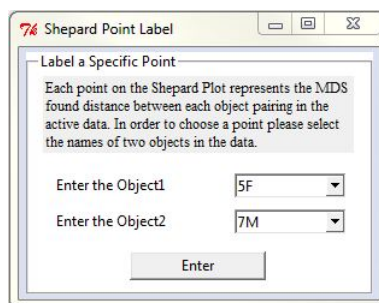 Shepard Point Label
Label a Specific Point
Each point on the Shepard Plot represents the MDS
found distance between each object pairing in the
active data. In order to choose a point please select
the names of two objects in the data.
Enter the Object1
5F
Enter the Object2
7M
Enter